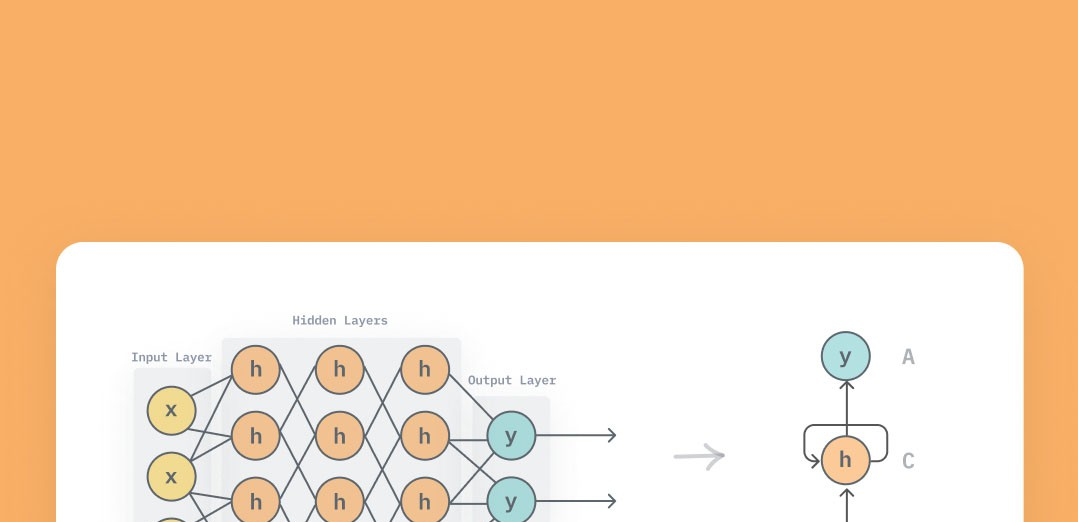 Hidden Layers
Input Layer
h h h
y A
Output Layer
x
h h h y
h C
x
h h h y